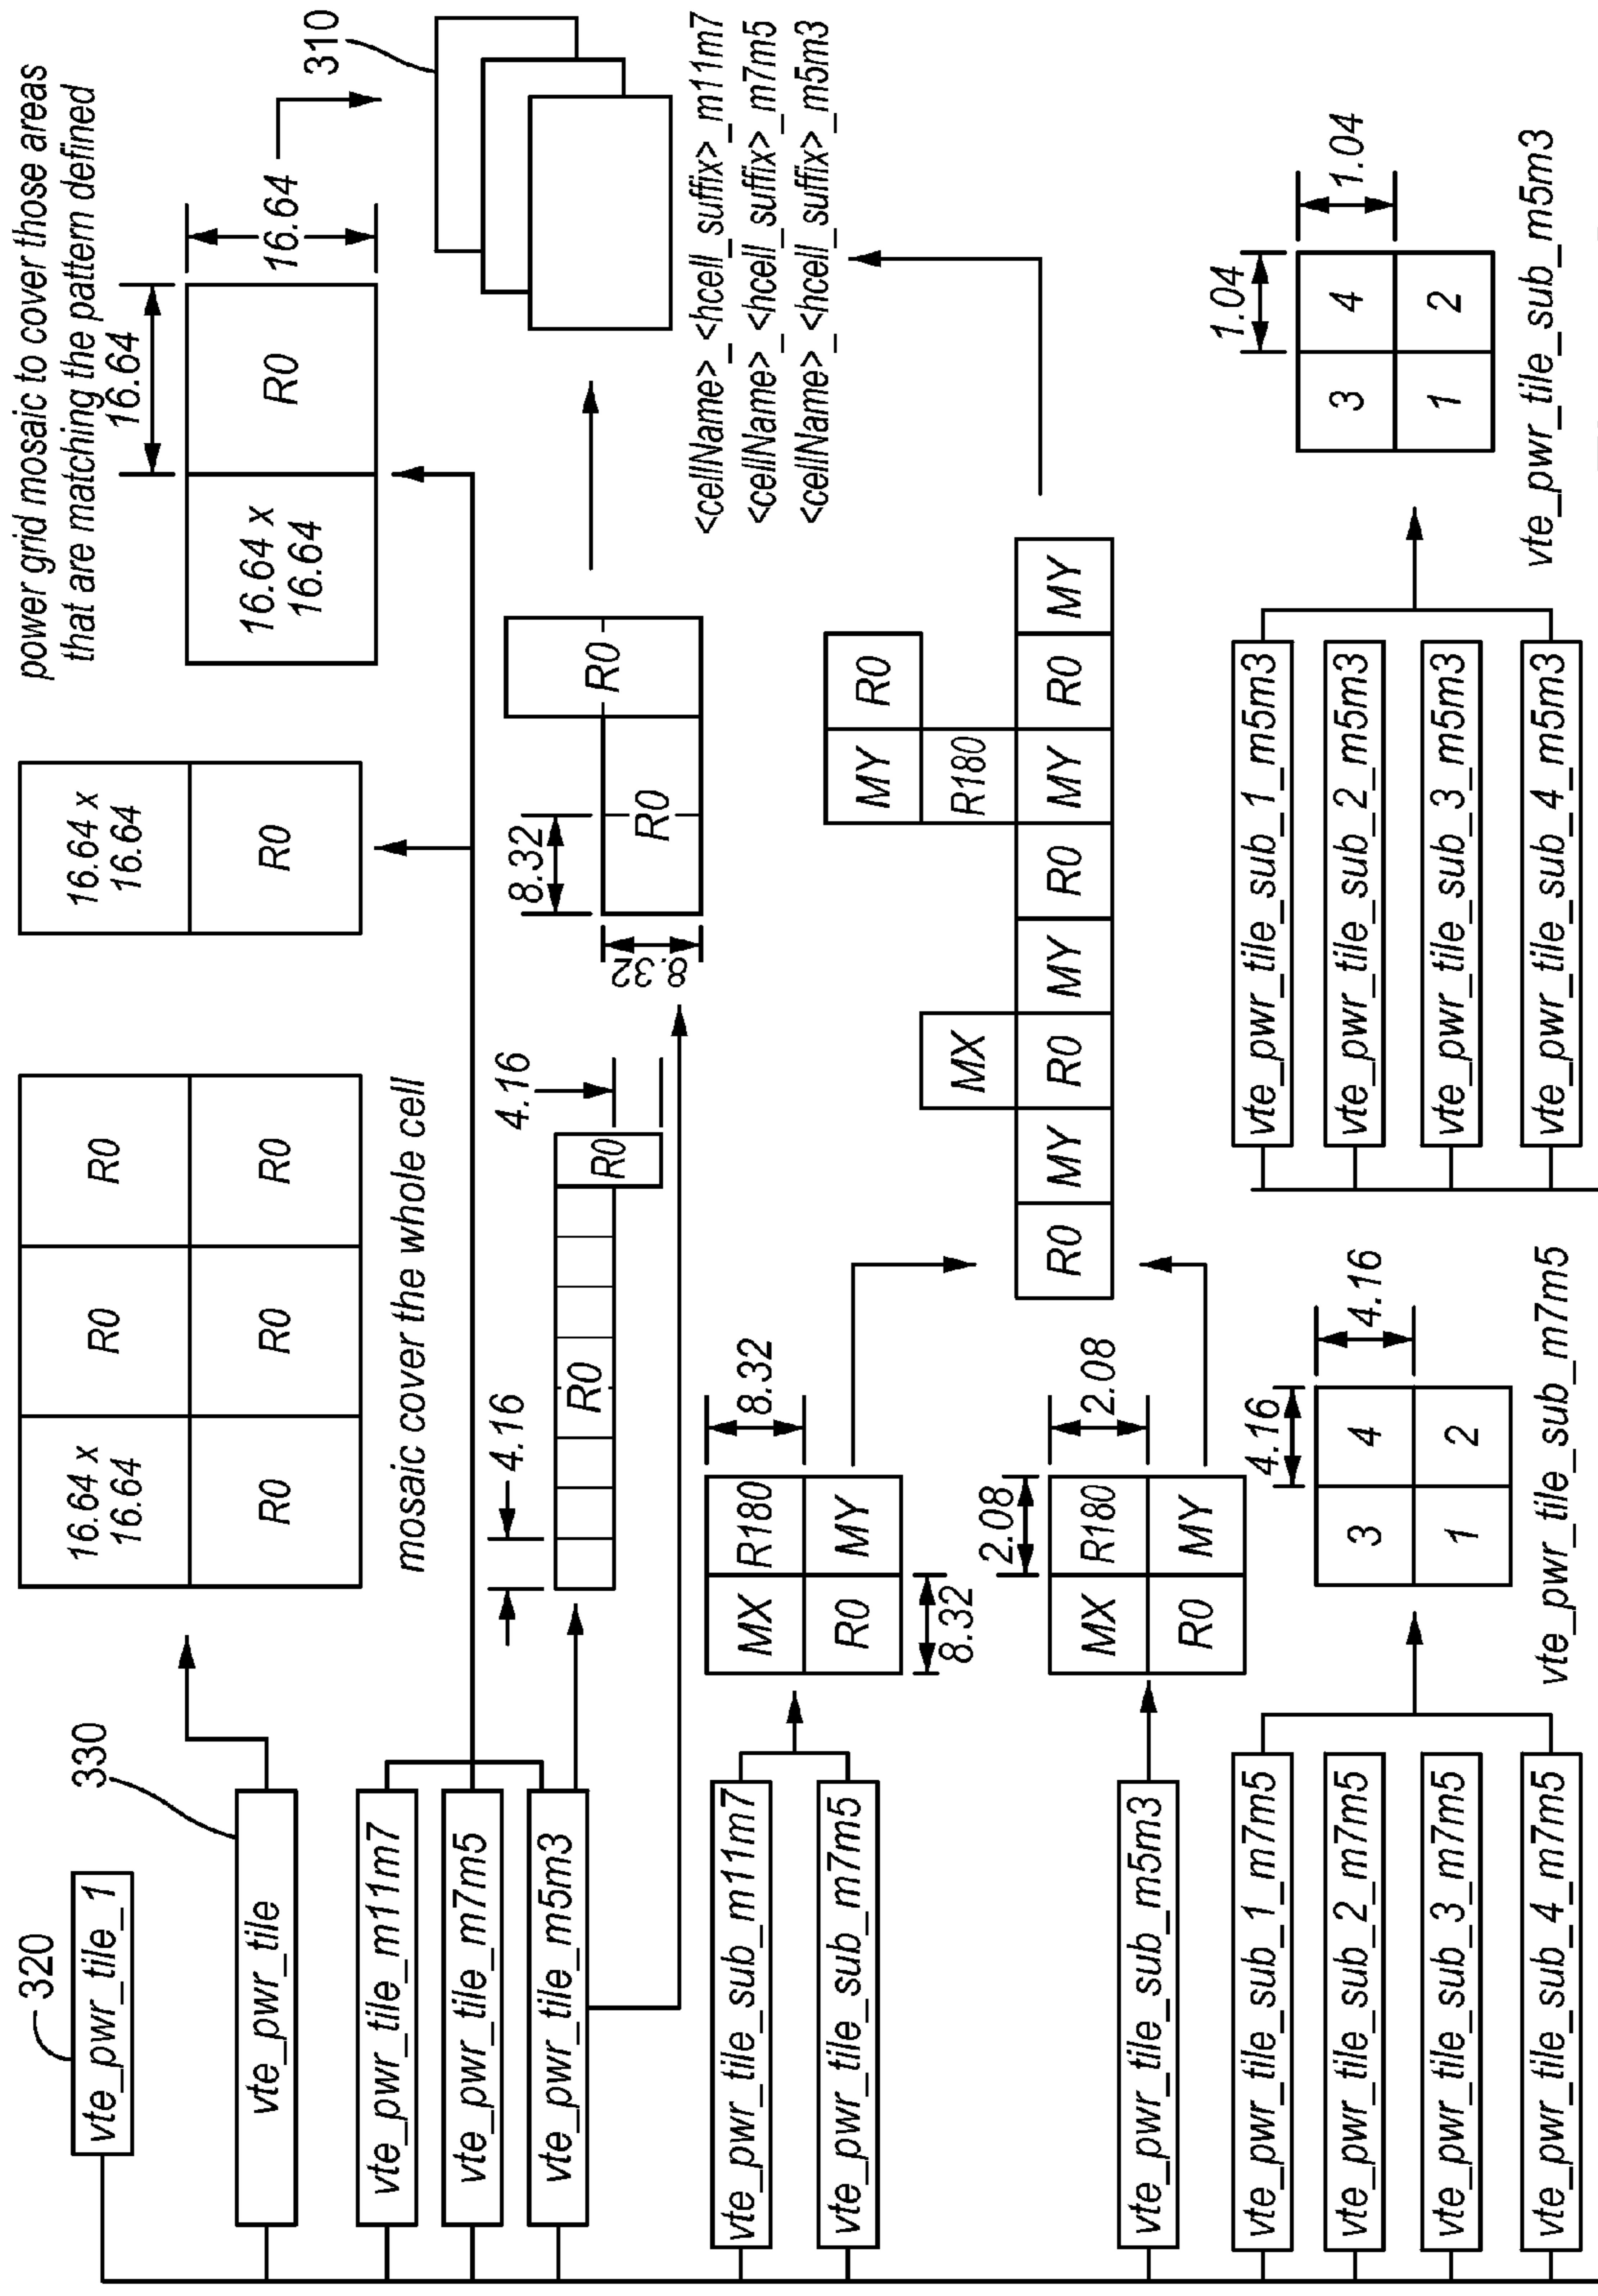 320
vte_pwr_tile_1
330
vte_pwr_tile
16.64 x
16.64
R0
R0
R0
R0
R0
mosaic cover the whole cell
16.64 x
16.64
R0
power grid mosaic to cover those areas
that are matching the pattern defined
16.64
16.64 x
16.64
R0
16.64
310
vte_pwr_tile_m11m7
vte_pwr_tile_m7m5
vte_pwr_tile_m5m3
4.16
R0
R0
4.16
8.32
8.32
R0
R0
<cellName>_<hcell_suffix>_m11m7
<cellName>_<hcell_suffix>_m7m5
<cellName>_<hcell_suffix>_m5m3
vte_pwr_tile_sub_m11m7
vte_pwr_tile_sub_m7m5
MX
R180
R0
MY
8.32
8.32
vte_pwr_tile_sub_m5m3
2.08
MX
R180
R0
MY
2.08
MY
R0
MX
R180
R0
MY
R0
MY
R0
MY
R0
MY
vte_pwr_tile_sub_1_m7m5
vte_pwr_tile_sub_2_m7m5
vte_pwr_tile_sub_3_m7m5
vte_pwr_tile_sub_4_m7m5
4.16
3
4
1
2
4.16
vte_pwr_tile_sub_m7m5
vte_pwr_tile_sub_1_m5m3
vte_pwr_tile_sub_2_m5m3
vte_pwr_tile_sub_3_m5m3
vte_pwr_tile_sub_4_m5m3
1.04
3
4
1
2
1.04
vte_pwr_tile_sub_m5m3